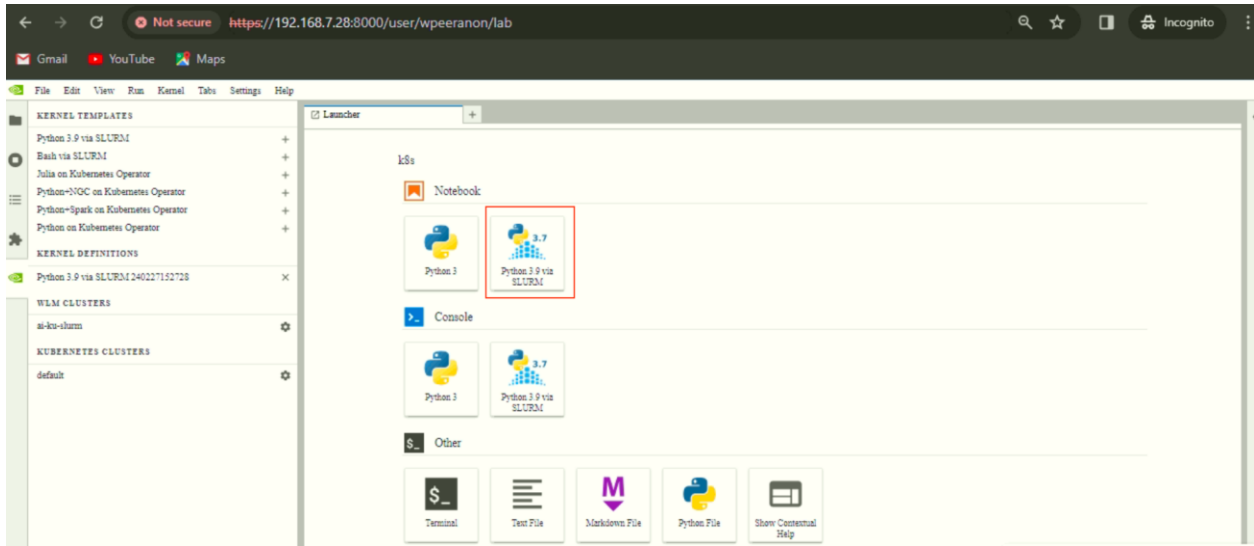 Not secure https://192.168.7.28:8000/user/wpeeranon/lab Incognito
Gmail YouTube Maps
File Edit View Run Kernel Tabs Settings Help
KERNEL TEMPLATES
Python 3.9 via SLURM
Bash via SLURM
Julia on Kubernetes Operator
Python+NGC on Kubernetes Operator
Python+Spark on Kubernetes Operator
Python on Kubernetes Operator
KERNEL DEFINITIONS
Python 3.9 via SLURM 240227152728
WLM CLUSTERS
ai-ku-slurm
KUBERNETES CLUSTERS
default
Launcher
k8s
Notebook
Python 3
3.7
Python 3.9 via
SLURM
Console
Python 3
3.7
Python 3.9 via
SLURM
$_ Other
$_
Terminal
Text File
M
Markdown File
Python File
Show Contextual
Help